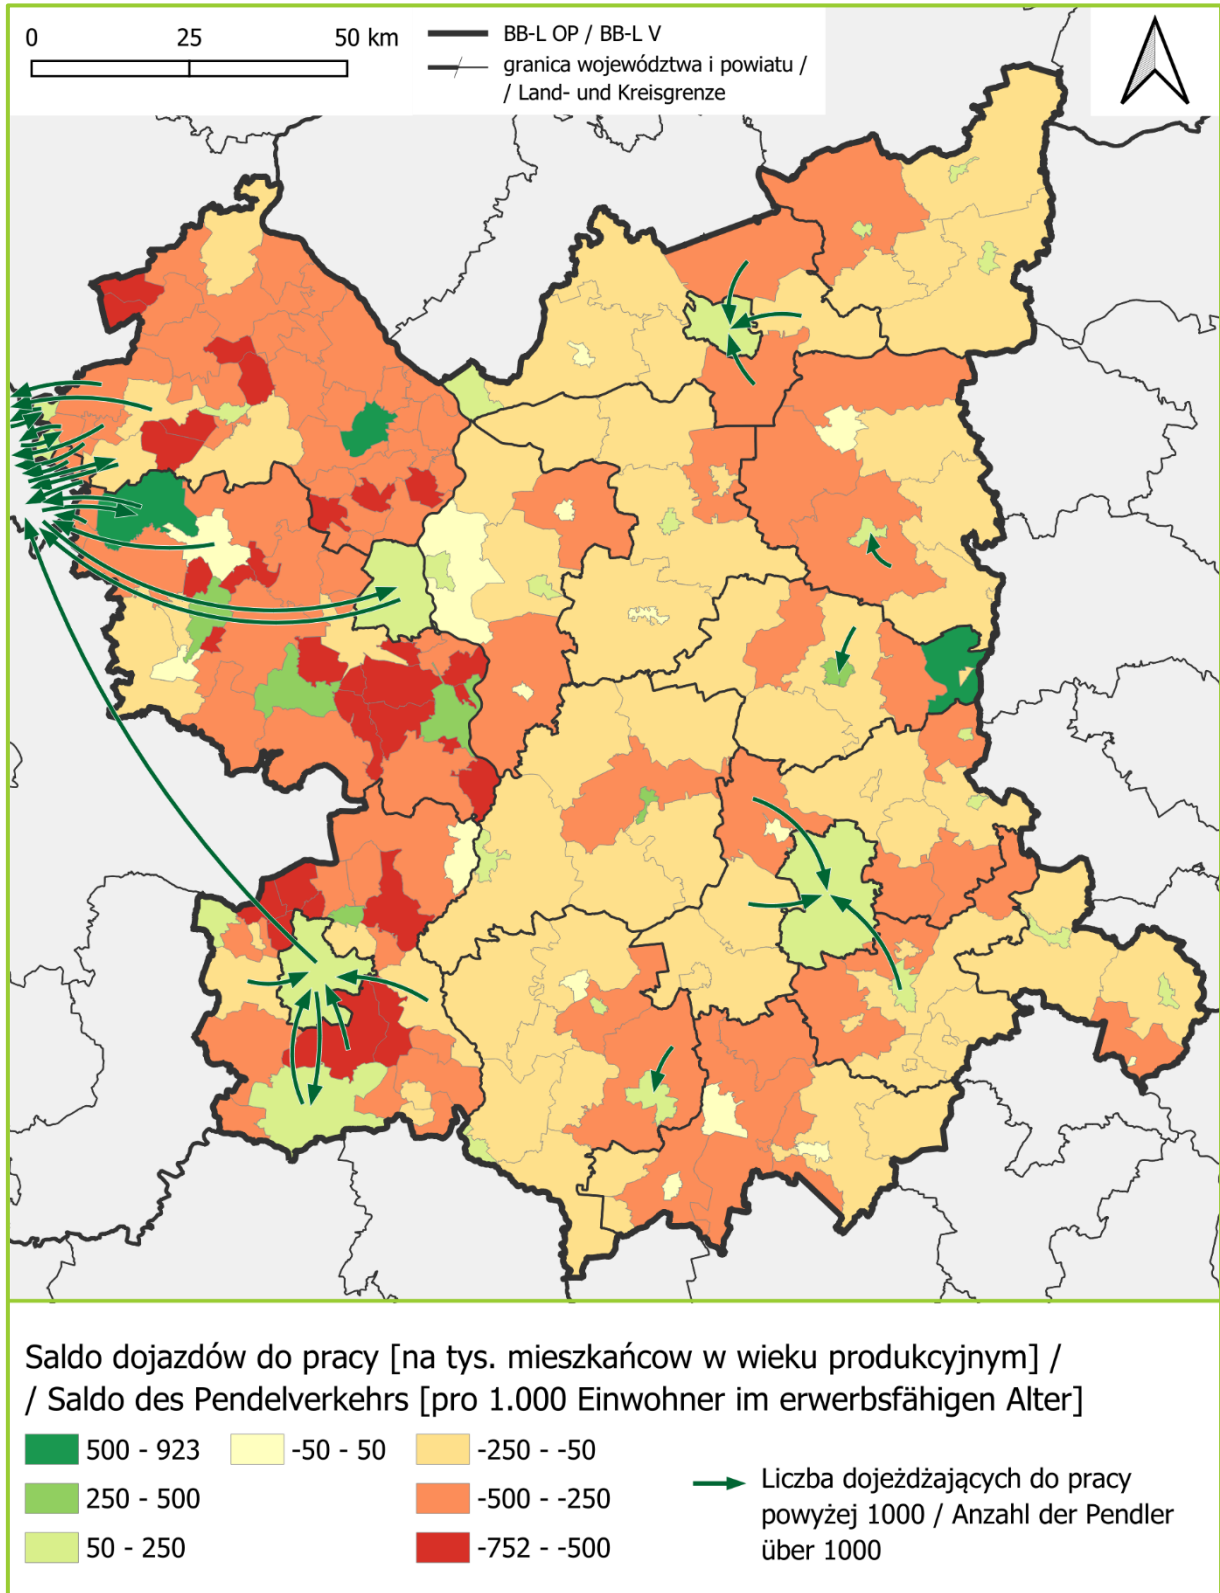 0 25 50 km
BB-L OP / BB-L V
granica województwa i powiatu /
/ Land- und Kreisgrenze
Saldo dojazdów do pracy [na tys. mieszkańcow w wieku produkcyjnym] /
/ Saldo des Pendelverkehrs [pro 1.000 Einwohner im erwerbsfähigen Alter]
500 - 923
250 - 500
50 - 250
-50 - 50
-250 - -50
-500 - -250
-752 - -500
Liczba dojeżdżających do pracy
powyżej 1000 / Anzahl der Pendler
über 1000